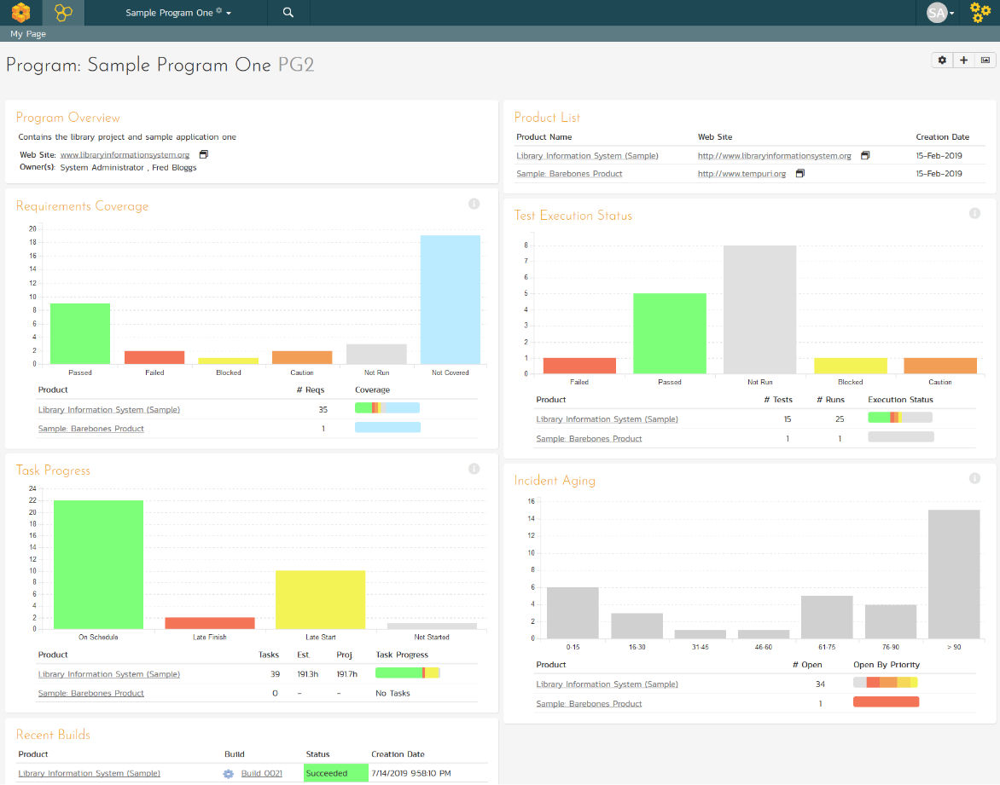 Sample Program One
SA
My Page
Program: Sample Program One PG2
Program Overview
Contains the library project and sample application one
Web Site: www.libraryinformationsystem.org
Owner(s): System Administrator , Fred Bloggs
Requirements Coverage
20
18
16
14
12
10
8
6
4
2
0
Passed Failed Blocked Caution Not Run Not Covered
Product # Reqs Coverage
Library Information System (Sample) 35
Sample: Barebones Product 1
Task Progress
24
22
20
18
16
14
12
10
8
6
4
2
0
On Schedule Late Finish Late Start Not Started
Product Tasks Est. Proj. Task Progress
Library Information System (Sample) 39 191.3h 191.7h
Sample: Barebones Product 0 - - No Tasks
Recent Builds
Product Build Status Creation Date
Library Information System (Sample) Build 0021 Succeeded 7/14/2019 9:58:10 PM
Product List
Product Name Web Site Creation Date
Library Information System (Sample) http://www.libraryinformationsystem.org 15-Feb-2019
Sample: Barebones Product http://www.tempuri.org 15-Feb-2019
Test Execution Status
8
7
6
5
4
3
2
1
0
Failed Passed Not Run Blocked Caution
Product # Tests # Runs Execution Status
Library Information System (Sample) 15 25
Sample: Barebones Product 1 1
Incident Aging
16
14
12
10
8
6
4
2
0
0-15 16-30 31-45 46-60 61-75 76-90 > 90
Product # Open Open By Priority
Library Information System (Sample) 34
Sample: Barebones Product 1